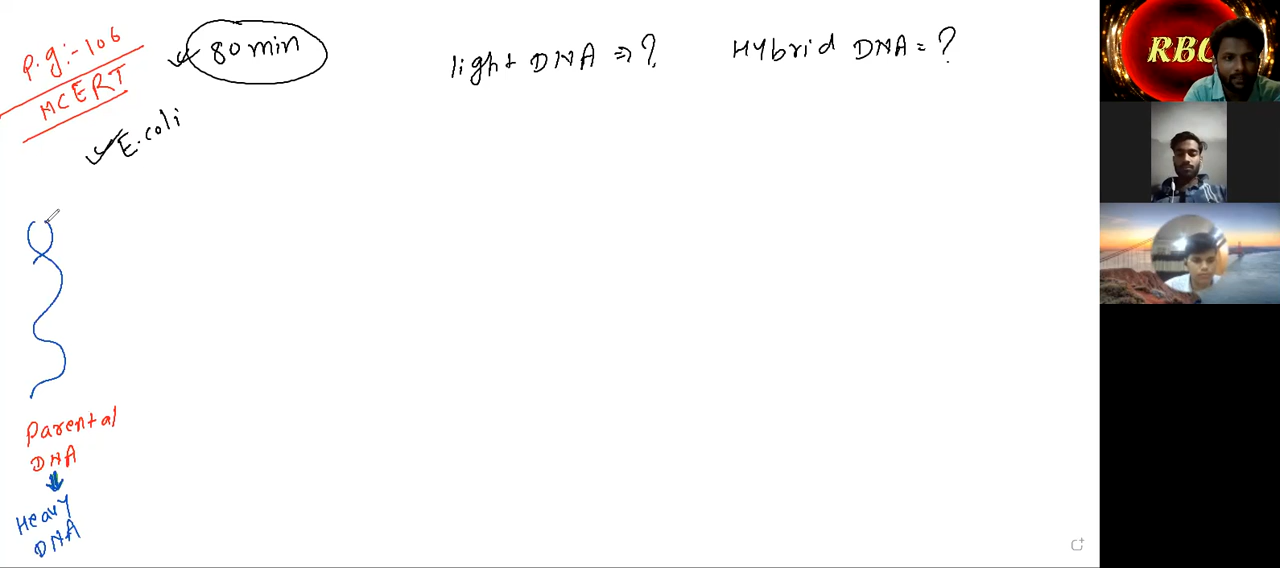 P.g:-106
NCERT
80 min
E.coli
light DNA => ?
Hybrid DNA = ?
Parental
DNA
Heavy
DNA
RBC